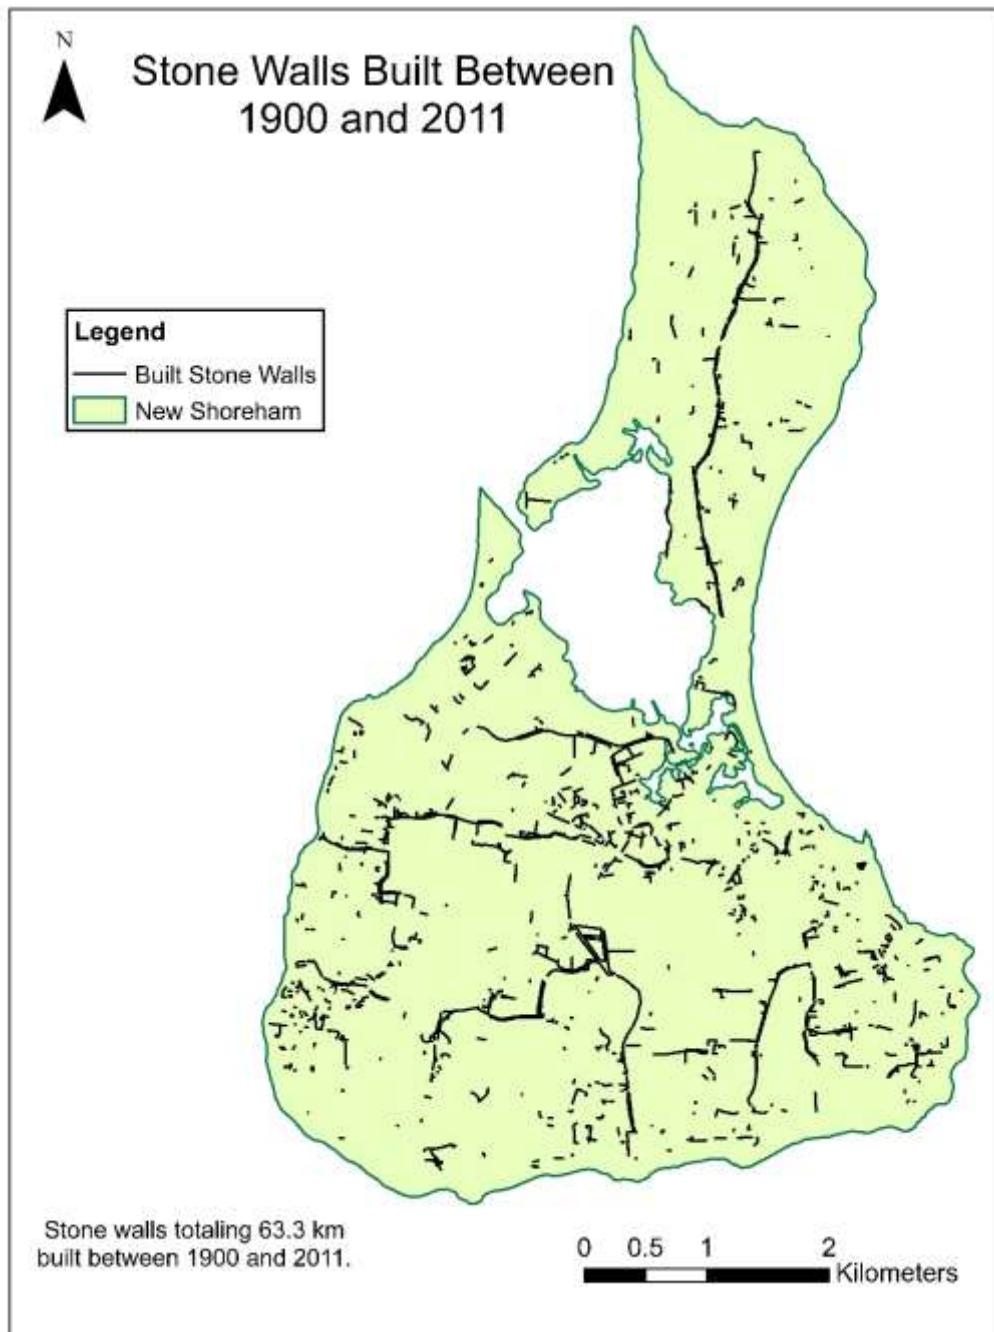 N
Stone Walls Built Between
1900 and 2011
Legend
Built Stone Walls
New Shoreham
Stone walls totaling 63.3 km
built between 1900 and 2011.
0 0.5 1 2
Kilometers